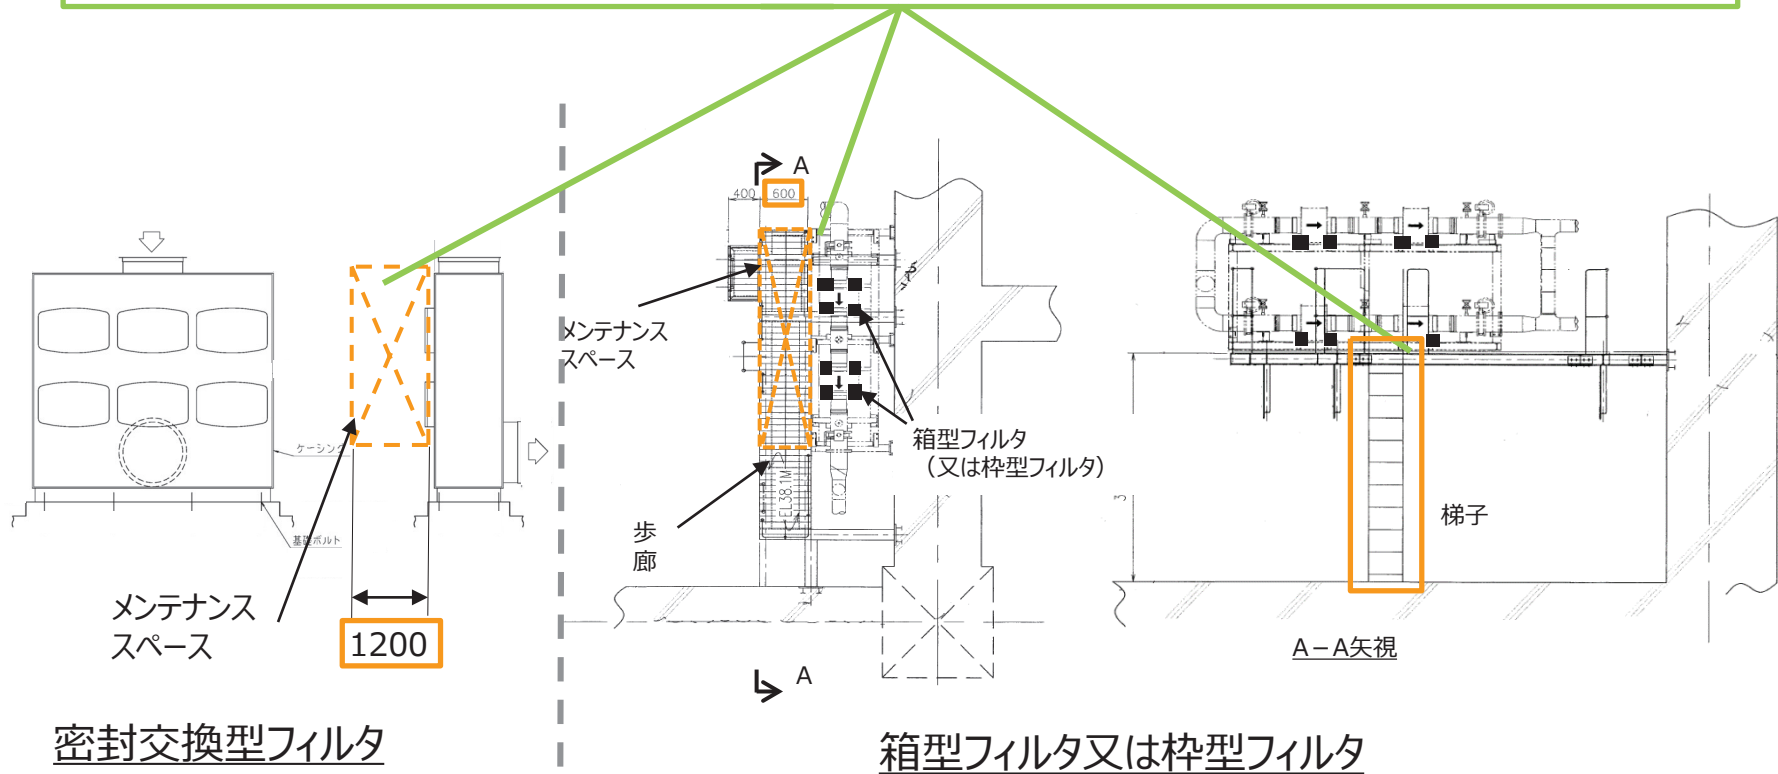 A
400
600
メンテナンス
スペース
箱型フィルタ
(又は枠型フィルタ)
歩
廊
EL38.1M
A
ケーシング
基礎ボルト
メンテナンス
スペース
1200
3
梯子
A-A矢視
密封交換型フィルタ
箱型フィルタ又は枠型フィルタ